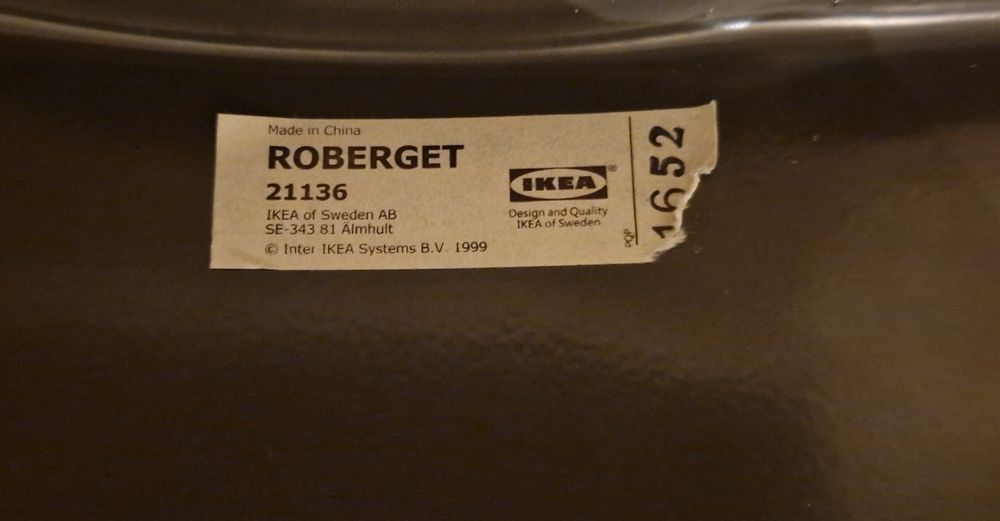 Made in China
ROBERGET
21136
IKEA of Sweden AB
SE-343 81 Älmhult
© Inter IKEA Systems B.V. 1999
IKEA®
Design and Quality
IKEA of Sweden
PQP
1652